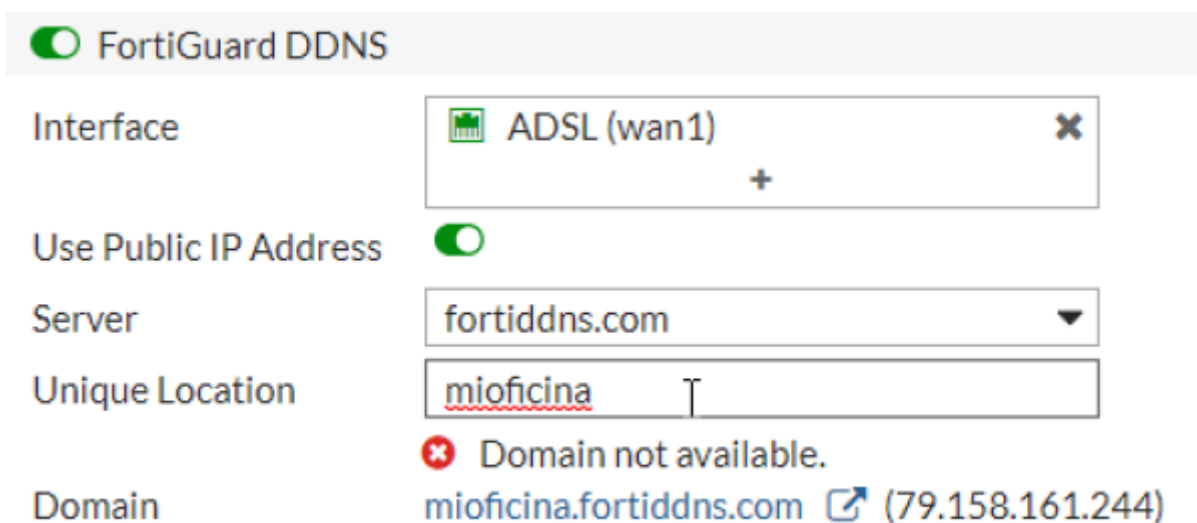 FortiGuard DDNS
Interface ADSL (wan1)
+
Use Public IP Address
Server fortiddns.com
Unique Location mioficina
Domain not available.
Domain mioficina.fortiddns.com (79.158.161.244)